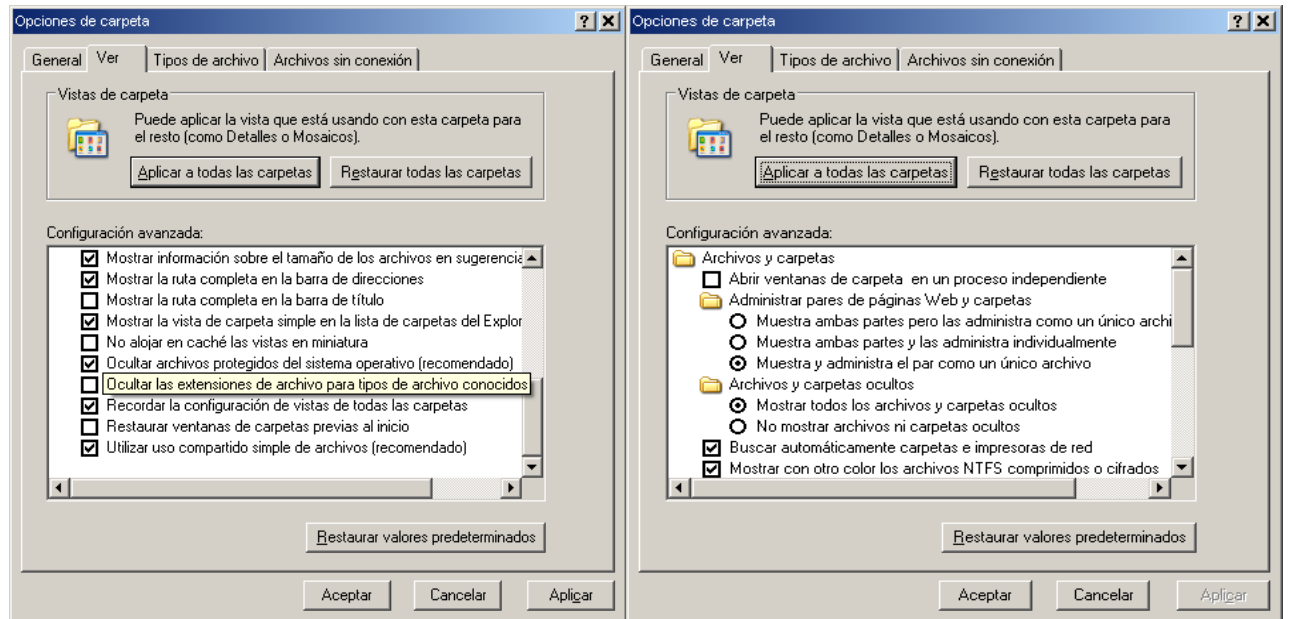 Opciones de carpeta
General Ver Tipos de archivo Archivos sin conexión
Vistas de carpeta
Puede aplicar la vista que está usando con esta carpeta para
el resto (como Detalles o Mosaicos).
Aplicar a todas las carpetas Restaurar todas las carpetas
Configuración avanzada:
Mostrar información sobre el tamaño de los archivos en sugerencia
Mostrar la ruta completa en la barra de direcciones
Mostrar la ruta completa en la barra de título
Mostrar la vista de carpeta simple en la lista de carpetas del Explor
No alojar en caché las vistas en miniatura
Ocultar archivos protegidos del sistema operativo (recomendado)
Ocultar las extensiones de archivo para tipos de archivo conocidos
Recordar la configuración de vistas de todas las carpetas
Restaurar ventanas de carpetas previas al inicio
Utilizar uso compartido simple de archivos (recomendado)
Restaurar valores predeterminados
Aceptar Cancelar Aplicar
Opciones de carpeta
General Ver Tipos de archivo Archivos sin conexión
Vistas de carpeta
Puede aplicar la vista que está usando con esta carpeta para
el resto (como Detalles o Mosaicos).
Aplicar a todas las carpetas Restaurar todas las carpetas
Configuración avanzada:
Archivos y carpetas
Abrir ventanas de carpeta en un proceso independiente
Administrar pares de páginas Web y carpetas
Muestra ambas partes pero las administra como un único archi
Muestra ambas partes y las administra individualmente
Muestra y administra el par como un único archivo
Archivos y carpetas ocultos
Mostrar todos los archivos y carpetas ocultos
No mostrar archivos ni carpetas ocultos
Buscar automáticamente carpetas e impresoras de red
Mostrar con otro color los archivos NTFS comprimidos o cifrados
Restaurar valores predeterminados
Aceptar Cancelar Aplicar